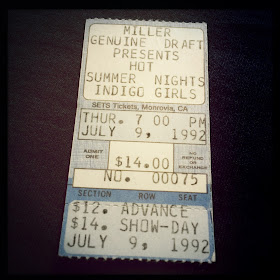 MILLER
GENUINE DRAFT
PRESENTS
HOT
SUMMER NIGHTS
INDIGO GIRLS
SETS Tickets, Monrovia, CA
THUR. 7 00 PM
JULY 9, 1992
ADMIT
ONE
$14.00
NO REFUND
OR
EXCHANGE
NO. 00075
SECTION ROW SEAT
$12. ADVANCE
$14. SHOW-DAY
JULY 9, 1992